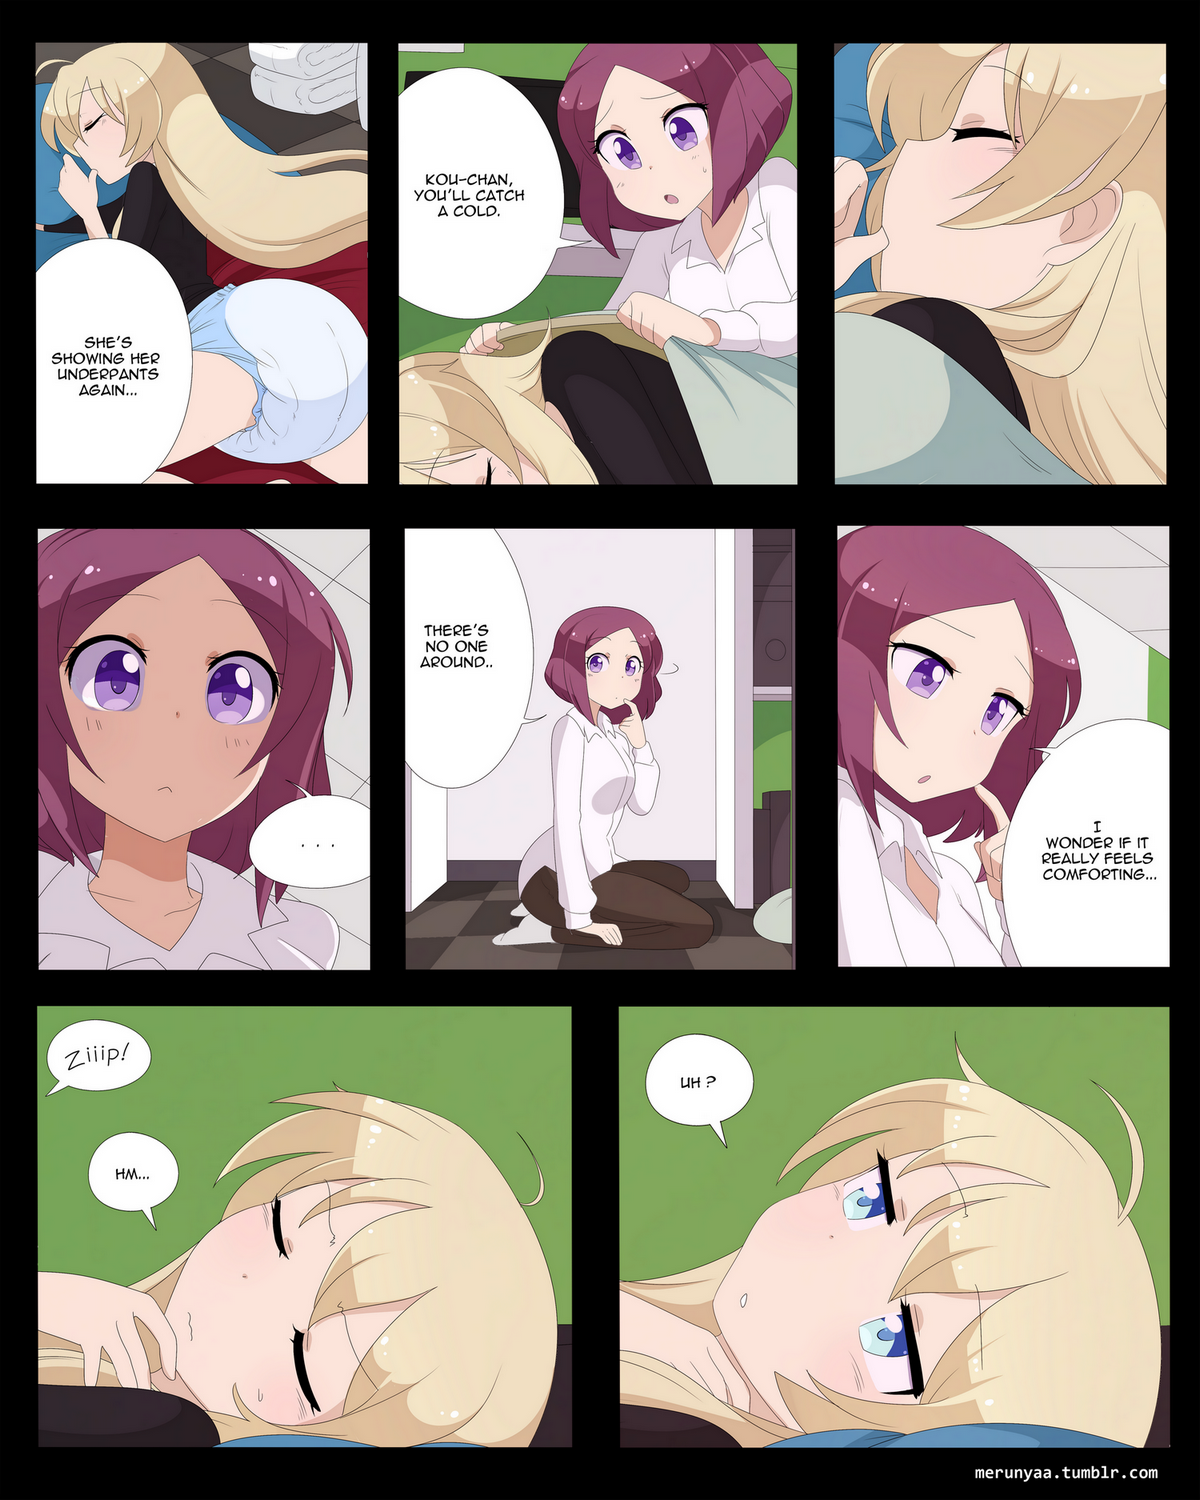 SHE'S
SHOWING HER
UNDERPANTS
AGAIN...
KOU-CHAN,
YOU'LL CATCH
A COLD.
...
THERE'S
NO ONE
AROUND..
I
WONDER IF IT
REALLY FEELS
COMFORTING...
Ziiip!
HM...
UH ?
merunyaa.tumblr.com